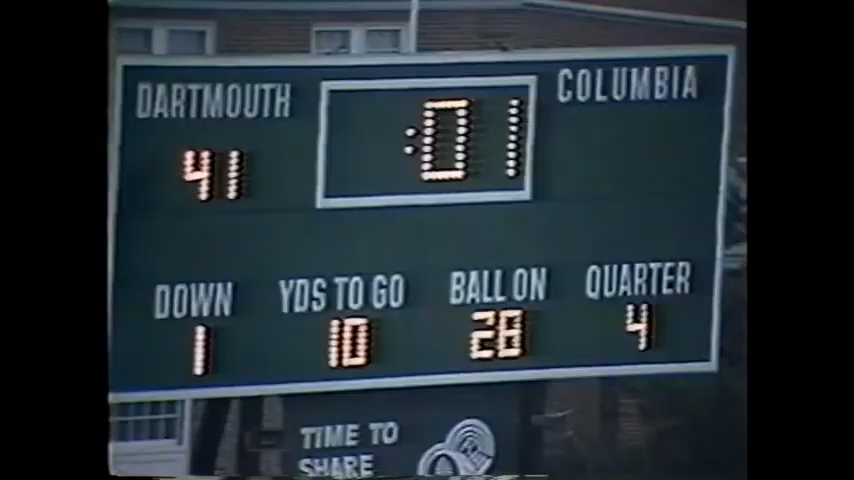 DARTMOUTH :01 COLUMBIA
41
DOWN YDS TO GO BALL ON QUARTER
1 10 28 4
TIME TO
SHARE